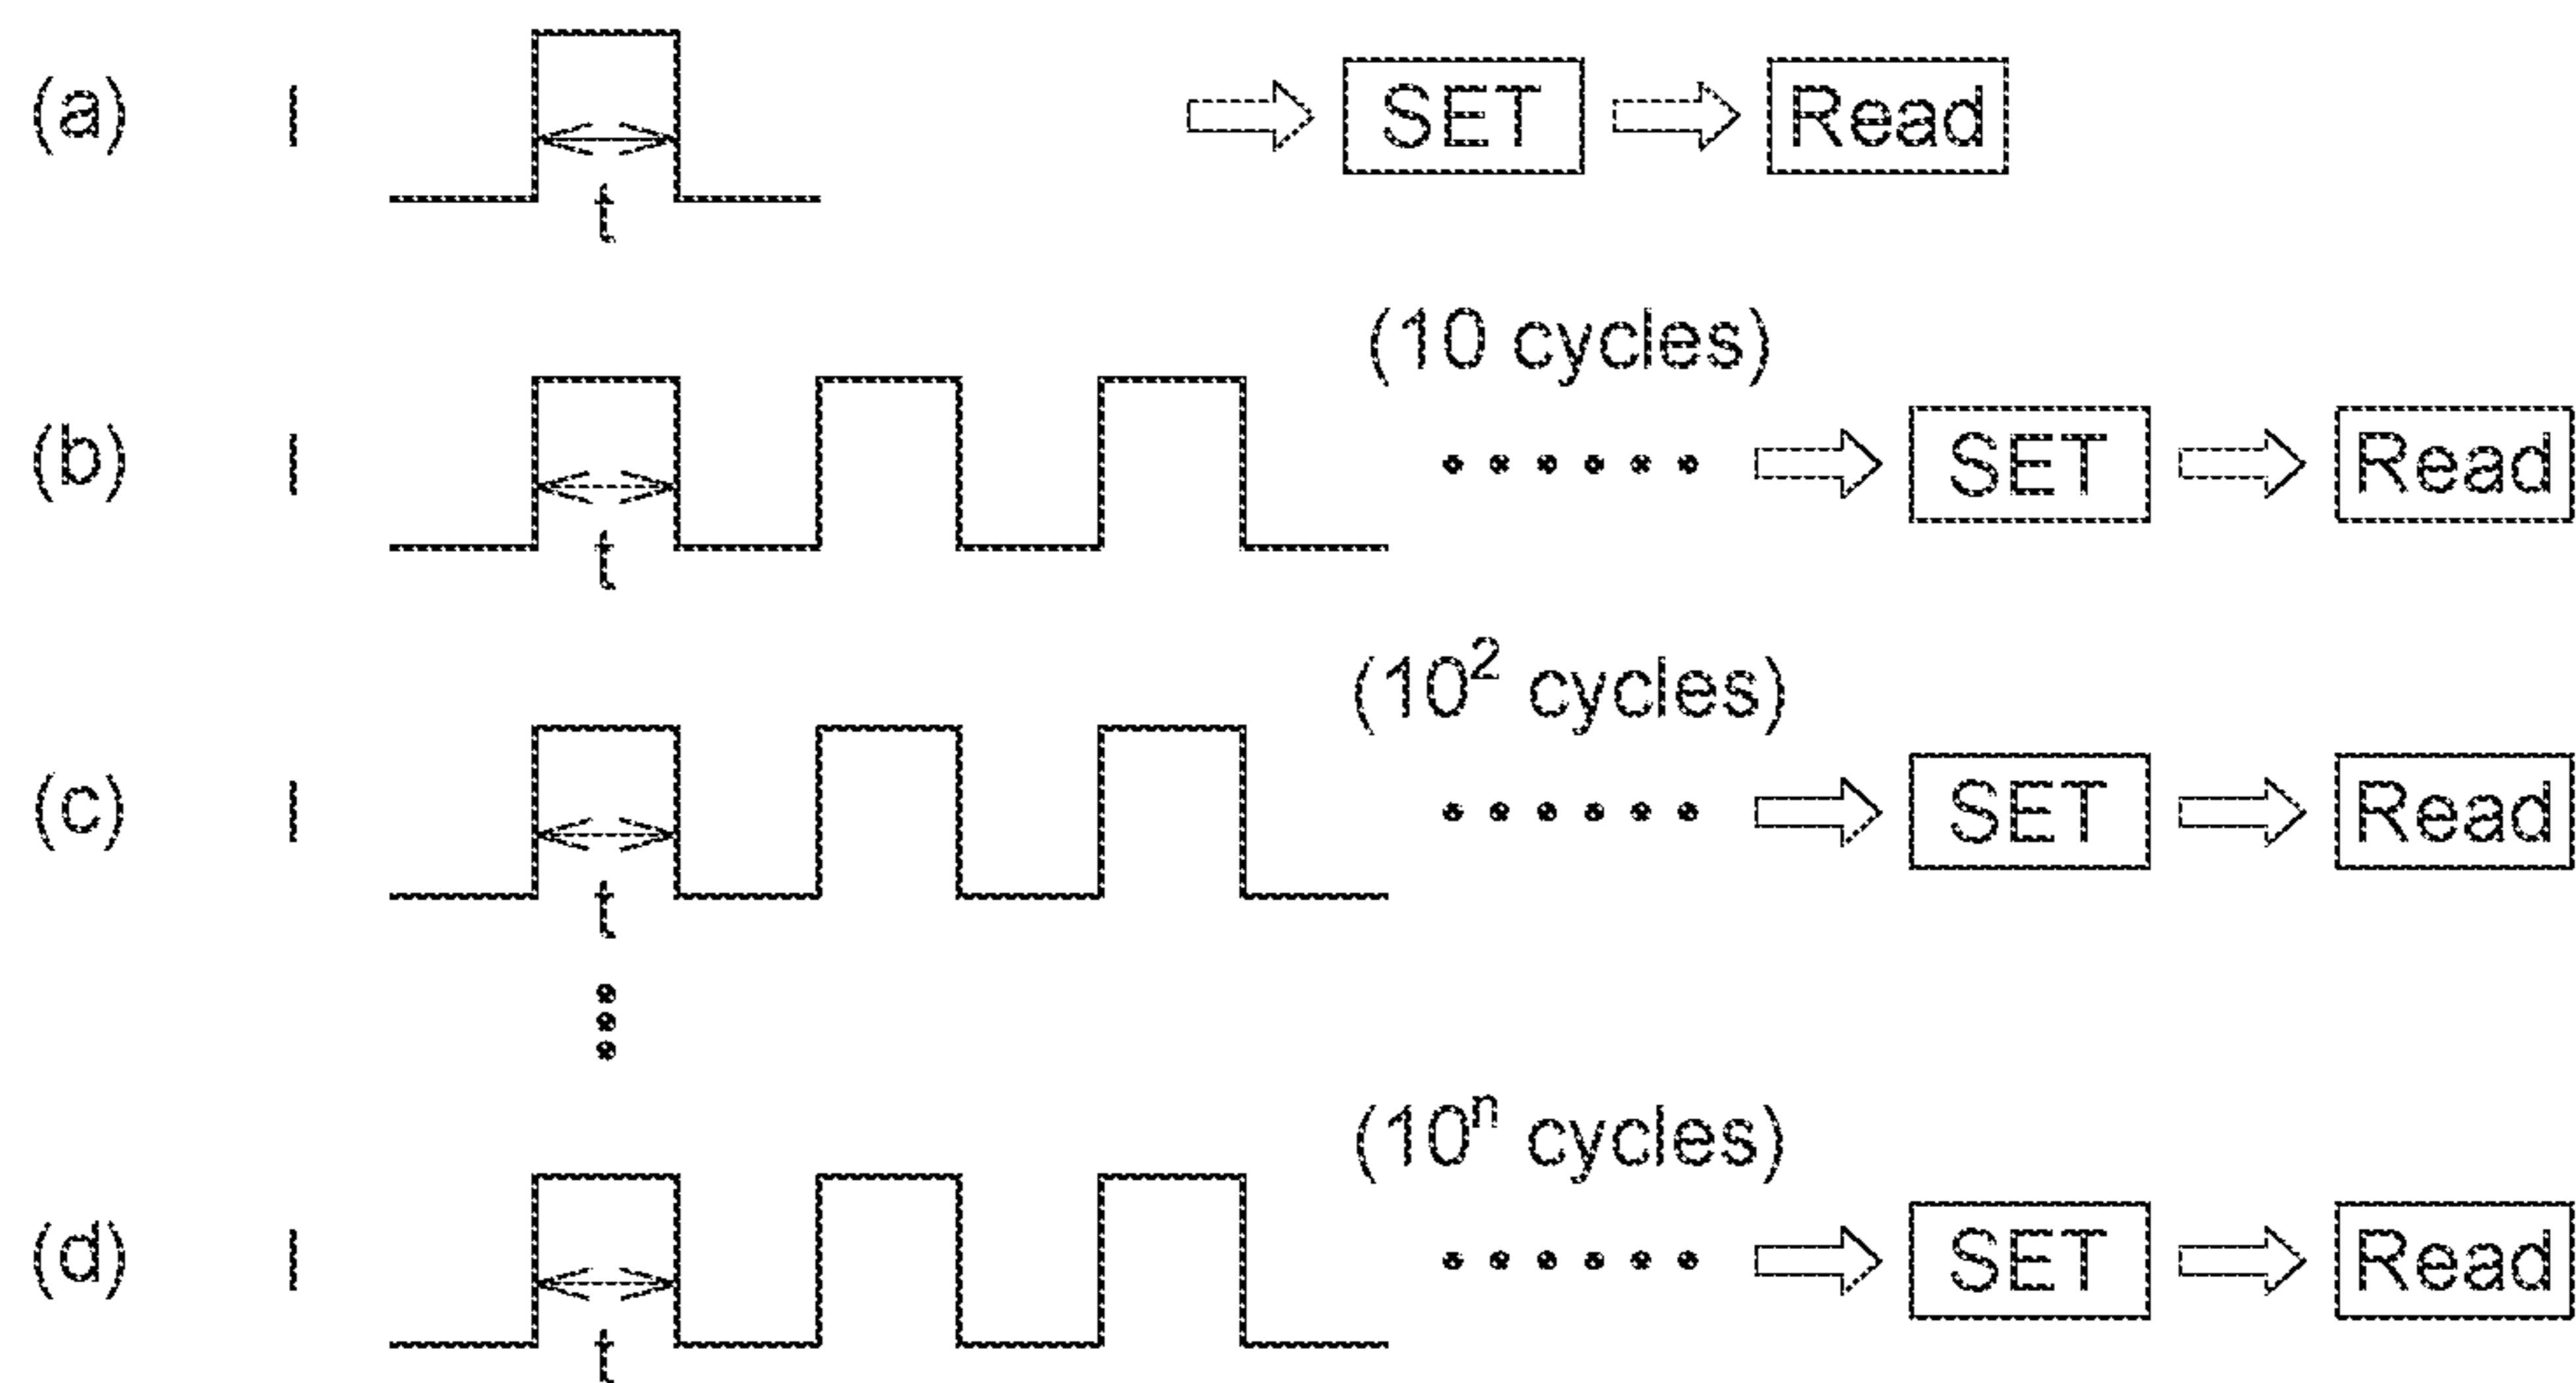 (a) I t SET Read
(10 cycles)
(b) I t SET Read
(10² cycles)
(c) I t SET Read
(10ⁿ cycles)
(d) I t SET Read